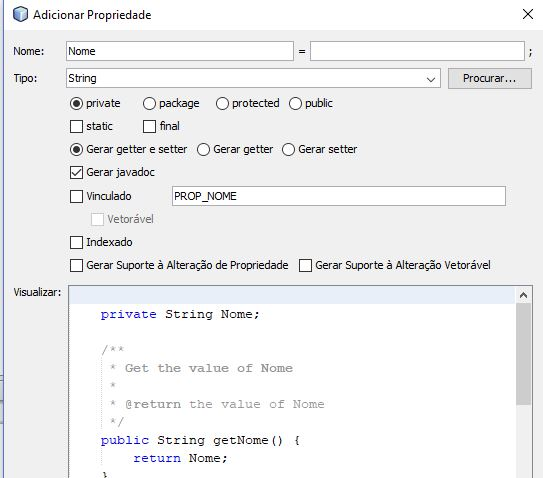 Adicionar Propriedade
Nome: Nome = ;
Tipo: String Procurar...
private package protected public
static final
Gerar getter e setter Gerar getter Gerar setter
Gerar javadoc
Vinculado PROP_NOME
Vetorável
Indexado
Gerar Suporte à Alteração de Propriedade Gerar Suporte à Alteração Vetorável
Visualizar:
private String Nome;
/**
* Get the value of Nome
*
* @return the value of Nome
*/
public String getNome() {
return Nome;
}